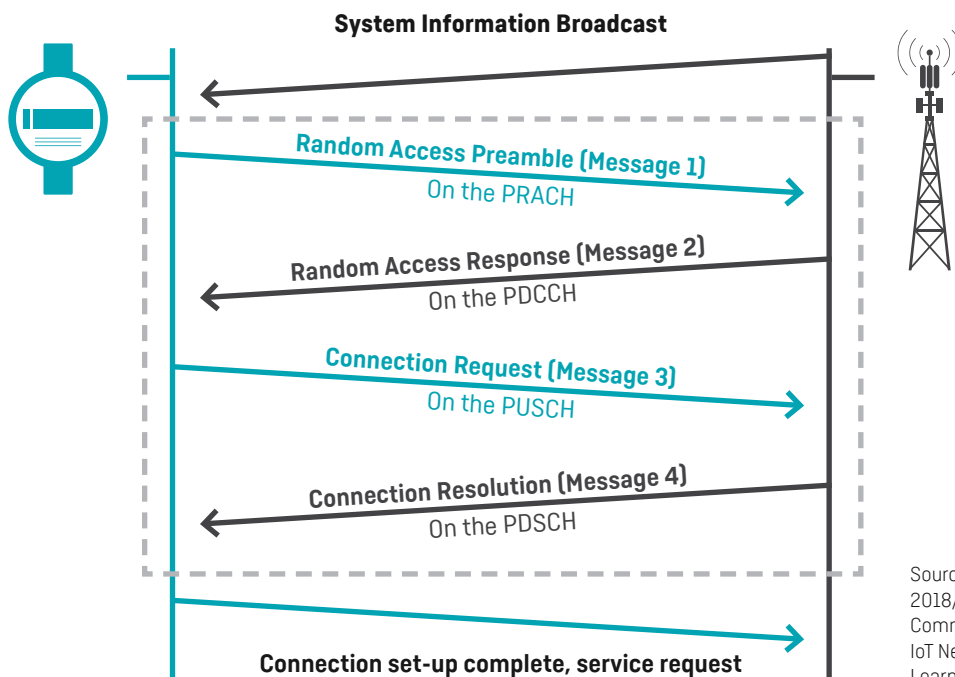 System Information Broadcast
Random Access Preamble (Message 1)
On the PRACH
Random Access Response (Message 2)
On the PDCCH
Connection Request (Message 3)
On the PUSCH
Connection Resolution (Message 4)
On the PDSCH
Connection set-up complete, service request
Sourc
2018/
Comm
IoT Ne
Learn